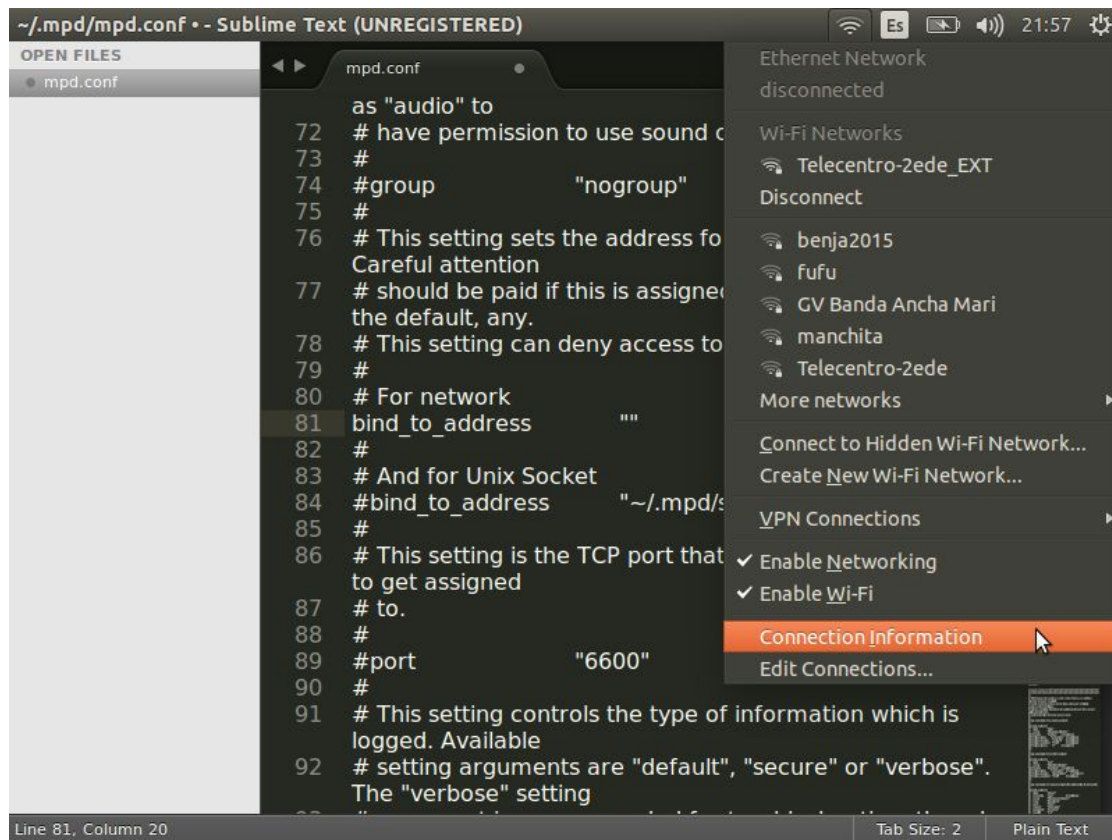 ~/.mpd/mpd.conf • - Sublime Text (UNREGISTERED)
Es
21:57
OPEN FILES
mpd.conf
mpd.conf
as "audio" to
72 # have permission to use sound
73 #
74 #group "nogroup"
75 #
76 # This setting sets the address fo
Careful attention
77 # should be paid if this is assigne
the default, any.
78 # This setting can deny access to
79 #
80 # For network
81 bind_to_address ""
82 #
83 # And for Unix Socket
84 #bind_to_address "~/.mpd/s
85 #
86 # This setting is the TCP port that
to get assigned
87 # to.
88 #
89 #port "6600"
90 #
91 # This setting controls the type of information which is
logged. Available
92 # setting arguments are "default", "secure" or "verbose".
The "verbose" setting
Ethernet Network
disconnected
Wi-Fi Networks
Telecentro-2ede_EXT
Disconnect
benja2015
fufu
GV Banda Ancha Mari
manchita
Telecentro-2ede
More networks
Connect to Hidden Wi-Fi Network...
Create New Wi-Fi Network...
VPN Connections
Enable Networking
Enable Wi-Fi
Connection Information
Edit Connections...
Line 81, Column 20
Tab Size: 2
Plain Text